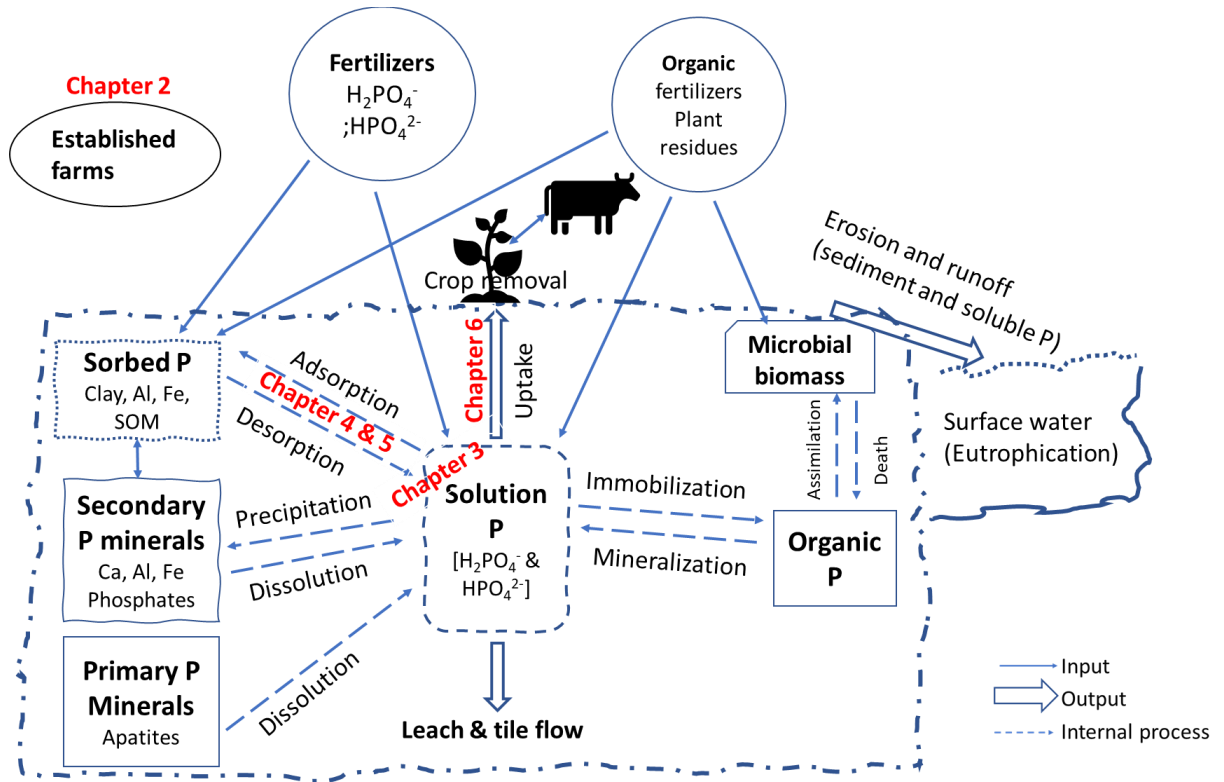 Chapter 2
Established
farms
Fertilizers
H₂PO₄⁻
;HPO₄²⁻
Organic
fertilizers
Plant
residues
Crop removal
Erosion and runoff
(sediment and soluble P)
Sorbed P
Clay, Al, Fe,
SOM
Adsorption
Chapter 4 & 5
Desorption
Chapter 6
Uptake
Microbial
biomass
Surface water
(Eutrophication)
Assimilation
Death
Chapter 3
Solution
P
[H₂PO₄⁻ &
HPO₄²⁻]
Immobilization
Mineralization
Organic
P
Secondary
P minerals
Ca, Al, Fe
Phosphates
Precipitation
Dissolution
Primary P
Minerals
Apatites
Dissolution
Leach & tile flow
Input
Output
Internal process